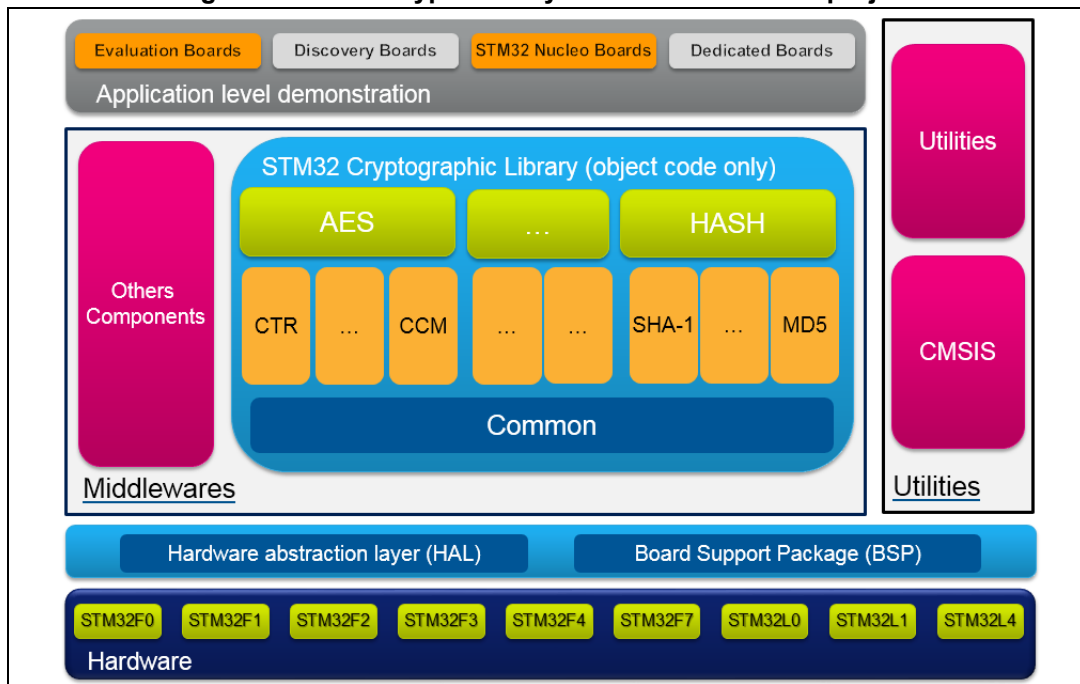 Evaluation Boards
Discovery Boards
STM32 Nucleo Boards
Dedicated Boards
Application level demonstration
Others
Components
STM32 Cryptographic Library (object code only)
AES
...
HASH
CTR
...
CCM
...
...
SHA-1
...
MD5
Common
Middlewares
Utilities
CMSIS
Utilities
Hardware abstraction layer (HAL)
Board Support Package (BSP)
STM32F0
STM32F1
STM32F2
STM32F3
STM32F4
STM32F7
STM32L0
STM32L1
STM32L4
Hardware